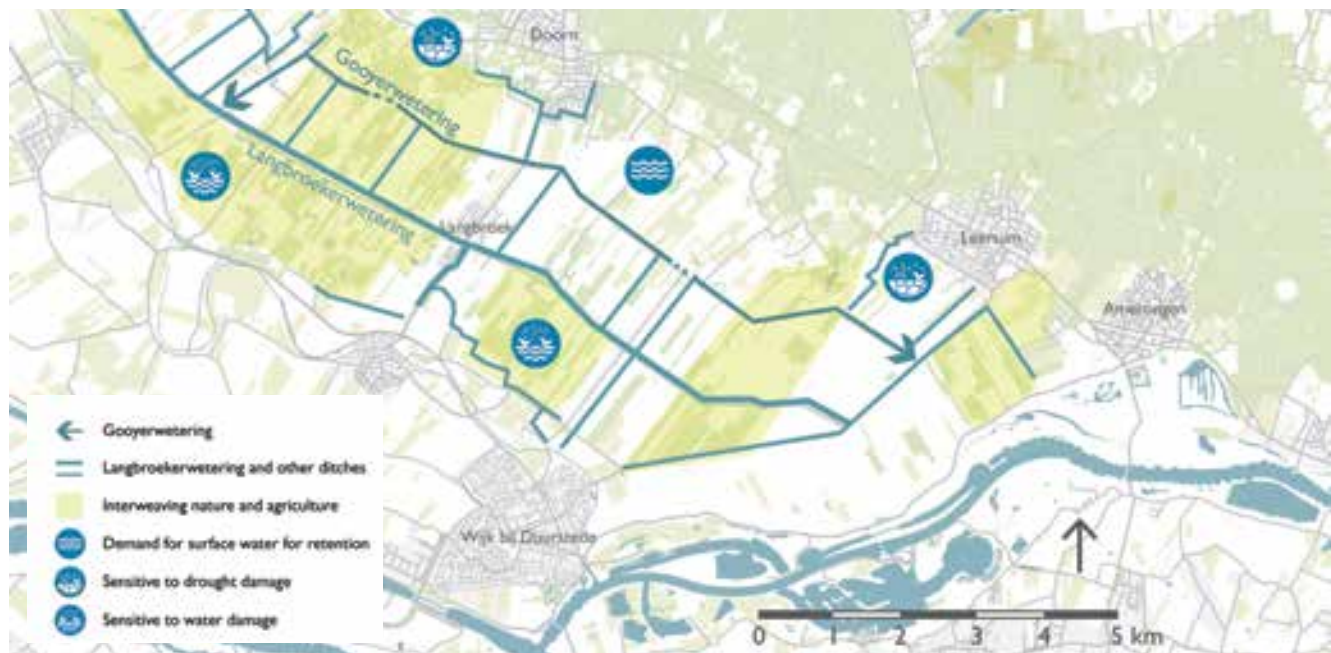 Doorn
Gooyerwetering
Langbroekerwetering
Langbroek
Leersum
Amerongen
Gooyerwetering
Langbroekerwetering and other ditches
Interweaving nature and agriculture
Demand for surface water for retention
Sensitive to drought damage
Sensitive to water damage
Wijk bij Duurstede
0 1 2 3 4 5 km